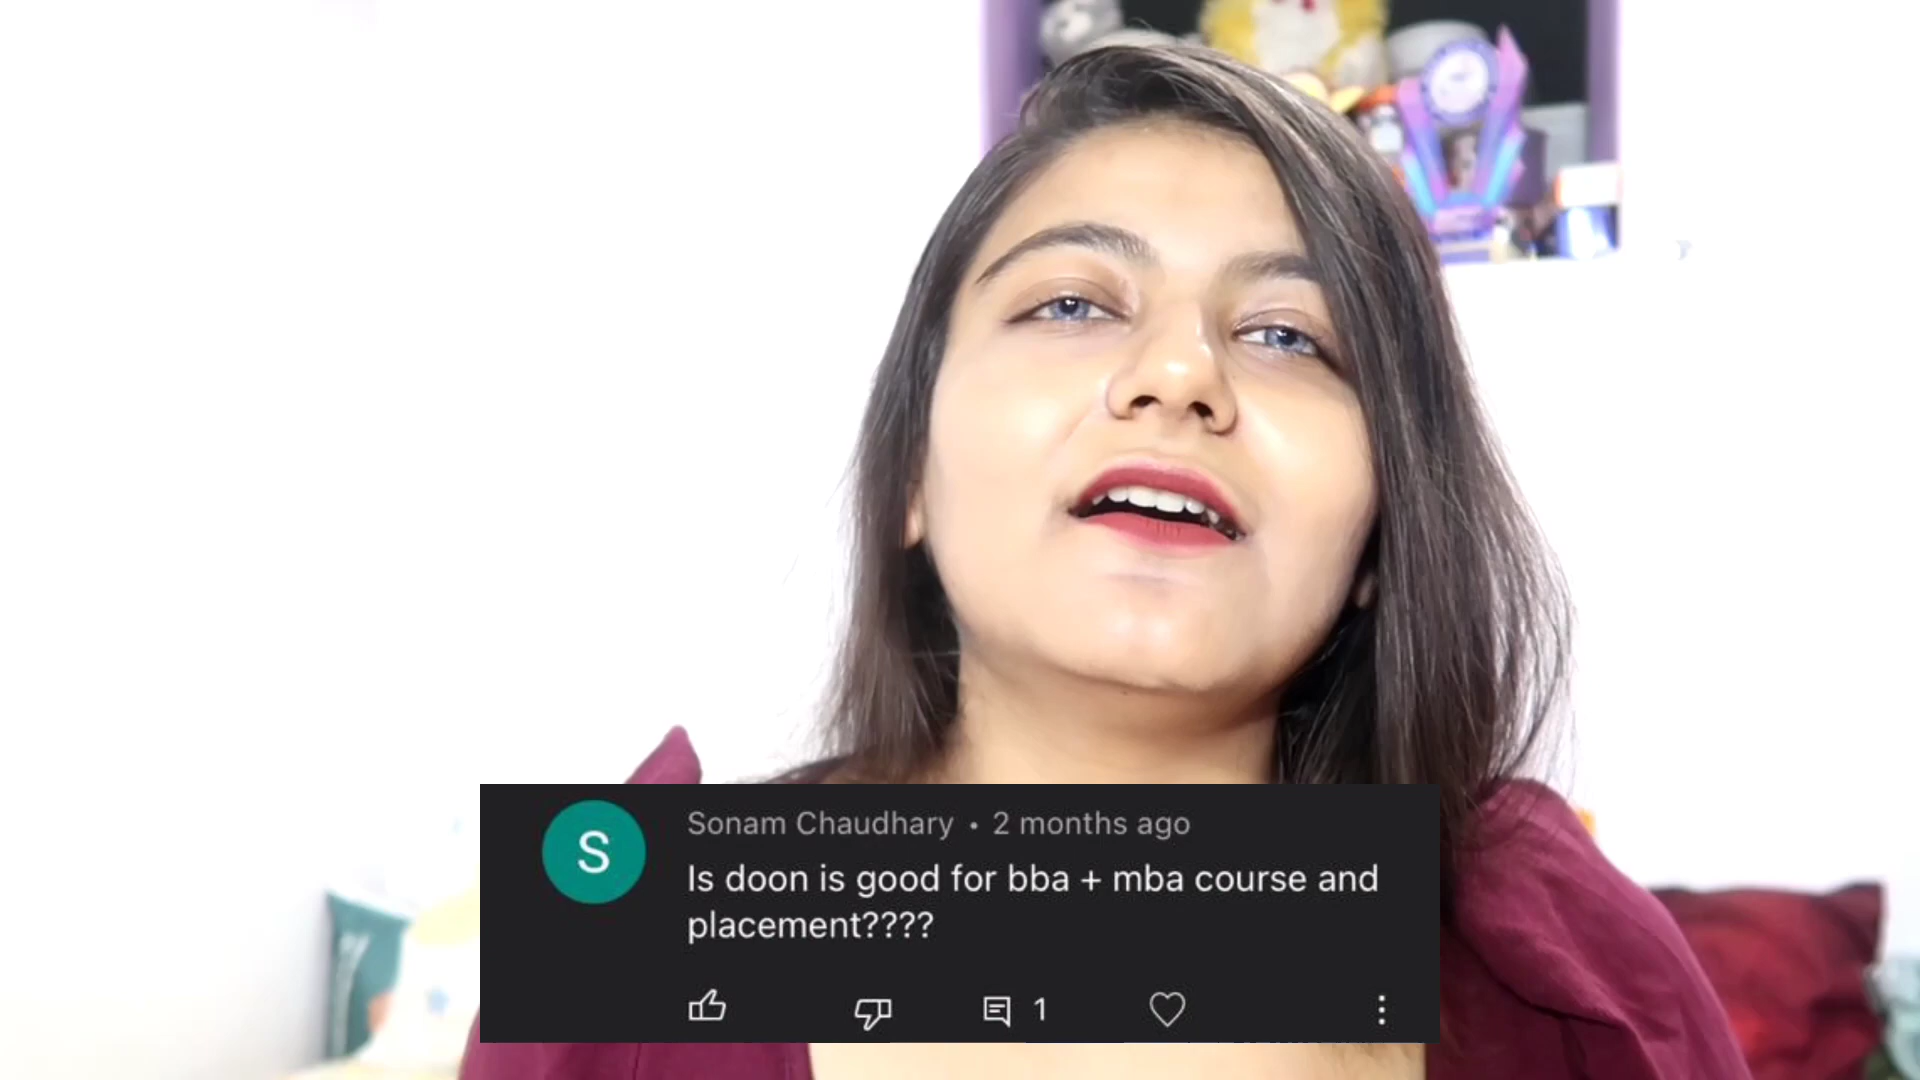 S
Sonam Chaudhary • 2 months ago
Is doon is good for bba + mba course and
placement????
1